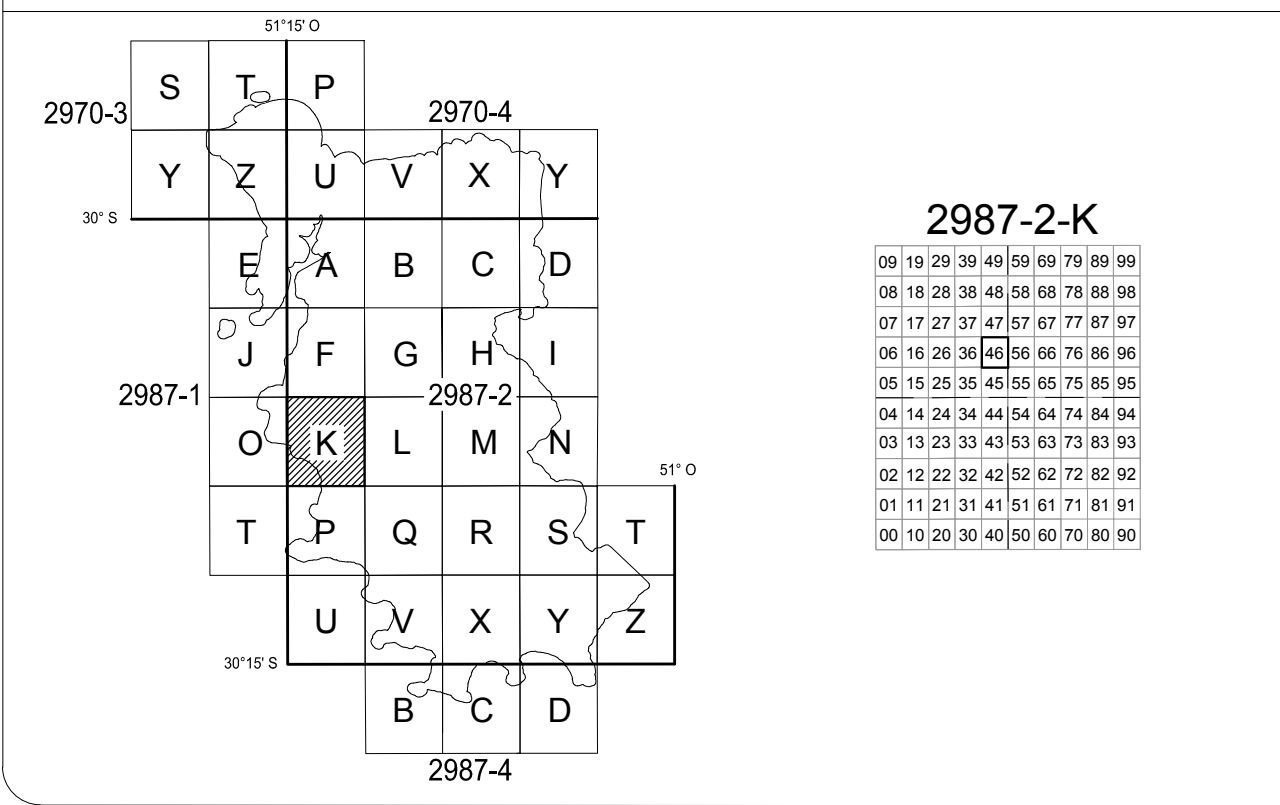 51°15' O
S T P
2970-3 2970-4
Y Z U V X Y
30° S
E A B C D
J F G H I
2987-1 2987-2
O K L M N
51° O
T P Q R S T
U V X Y Z
30°15' S
B C D
2987-4
2987-2-K
09 19 29 39 49 59 69 79 89 99
08 18 28 38 48 58 68 78 88 98
07 17 27 37 47 57 67 77 87 97
06 16 26 36 46 56 66 76 86 96
05 15 25 35 45 55 65 75 85 95
04 14 24 34 44 54 64 74 84 94
03 13 23 33 43 53 63 73 83 93
02 12 22 32 42 52 62 72 82 92
01 11 21 31 41 51 61 71 81 91
00 10 20 30 40 50 60 70 80 90